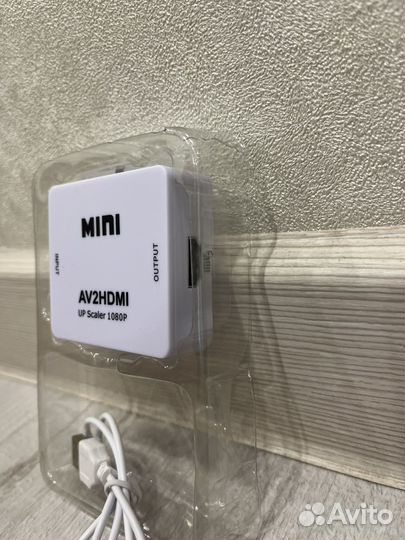 MINI
INPUT
OUTPUT
AV2HDMI
UP Scaler 1080P
Avito